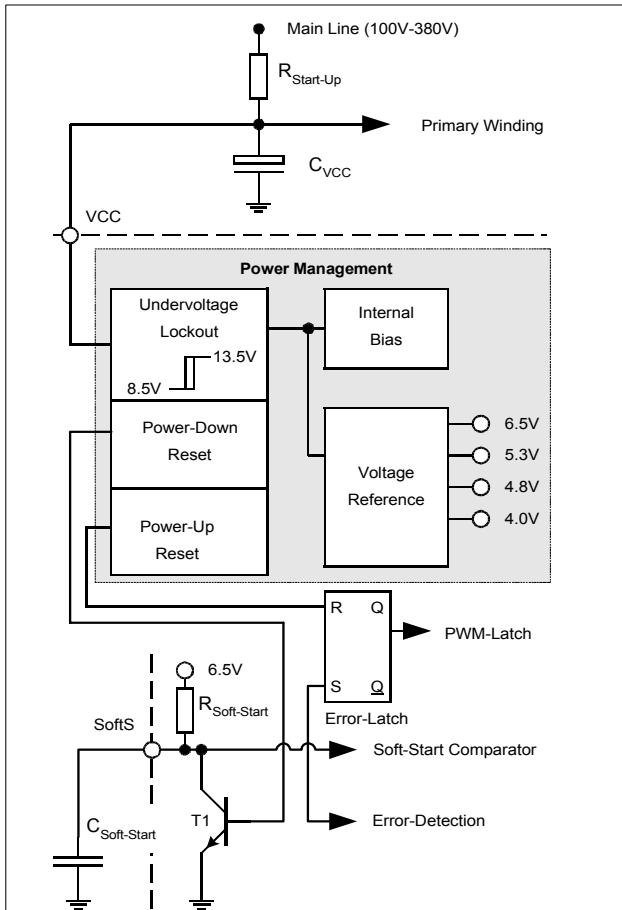 Main Line (100V-380V)
R Start-Up
Primary Winding
C VCC
VCC
Power Management
Undervoltage
Lockout
13.5V
8.5V
Internal
Bias
Power-Down
Reset
Power-Up
Reset
Voltage
Reference
6.5V
5.3V
4.8V
4.0V
R Q
S Q
PWM-Latch
Error-Latch
6.5V
R Soft-Start
SoftS
Soft-Start Comparator
C Soft-Start
T1
Error-Detection